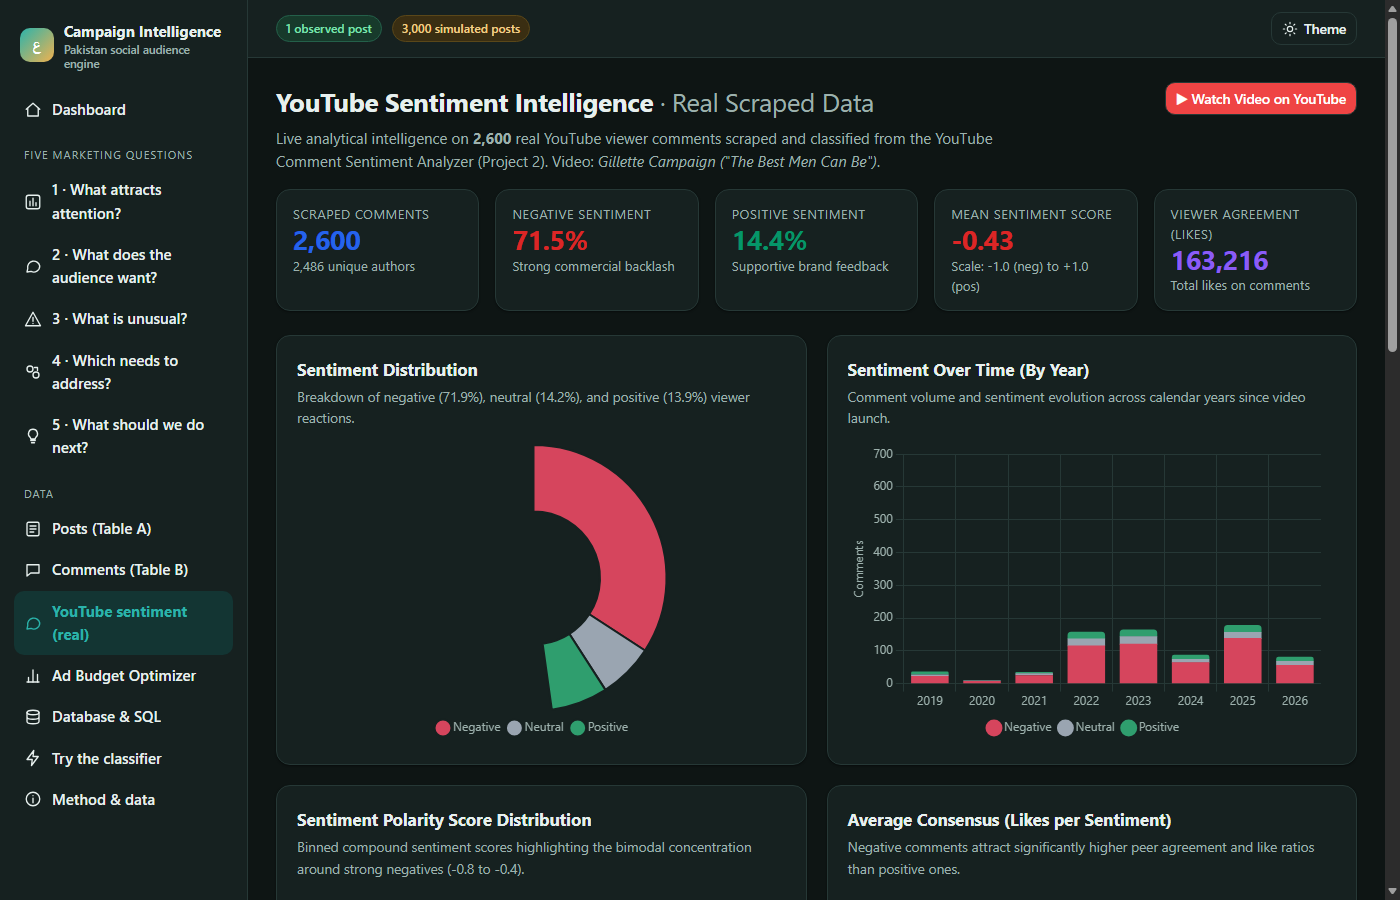 ع
Campaign Intelligence
Pakistan social audience
engine
Dashboard
FIVE MARKETING QUESTIONS
1 · What attracts
attention?
2 · What does the
audience want?
3 · What is unusual?
4 · Which needs to
address?
5 · What should we do
next?
DATA
Posts (Table A)
Comments (Table B)
YouTube sentiment
(real)
Ad Budget Optimizer
Database & SQL
Try the classifier
Method & data
1 observed post
3,000 simulated posts
Theme
YouTube Sentiment Intelligence · Real Scraped Data
▶ Watch Video on YouTube
Live analytical intelligence on 2,600 real YouTube viewer comments scraped and classified from the YouTube
Comment Sentiment Analyzer (Project 2). Video: Gillette Campaign ("The Best Men Can Be").
SCRAPED COMMENTS
2,600
2,486 unique authors
NEGATIVE SENTIMENT
71.5%
Strong commercial backlash
POSITIVE SENTIMENT
14.4%
Supportive brand feedback
MEAN SENTIMENT SCORE
-0.43
Scale: -1.0 (neg) to +1.0
(pos)
VIEWER AGREEMENT
(LIKES)
163,216
Total likes on comments
Sentiment Distribution
Breakdown of negative (71.9%), neutral (14.2%), and positive (13.9%) viewer
reactions.
Negative Neutral Positive
Sentiment Over Time (By Year)
Comment volume and sentiment evolution across calendar years since video
launch.
Comments
700
600
500
400
300
200
100
0
2019 2020 2021 2022 2023 2024 2025 2026
Negative Neutral Positive
Sentiment Polarity Score Distribution
Binned compound sentiment scores highlighting the bimodal concentration
around strong negatives (-0.8 to -0.4).
Average Consensus (Likes per Sentiment)
Negative comments attract significantly higher peer agreement and like ratios
than positive ones.